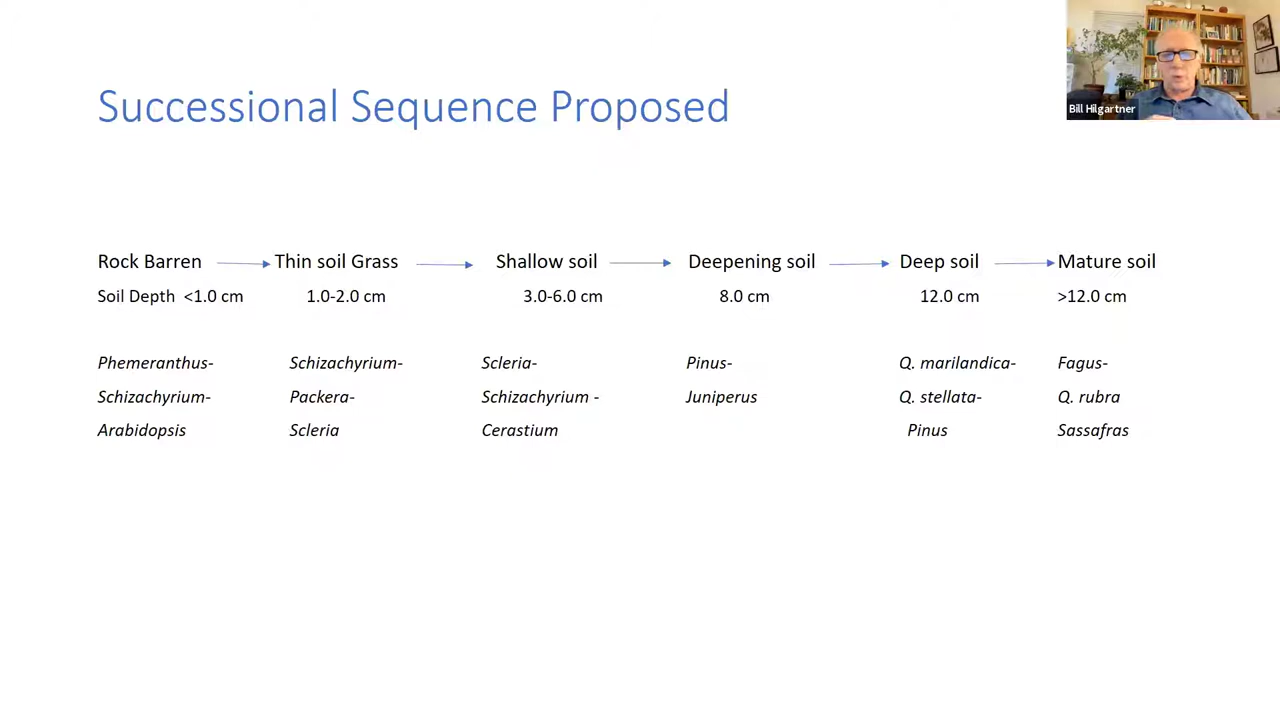 Bill Hilgartner
Successional Sequence Proposed
Rock Barren Thin soil Grass Shallow soil Deepening soil Deep soil Mature soil
Soil Depth <1.0 cm 1.0-2.0 cm 3.0-6.0 cm 8.0 cm 12.0 cm >12.0 cm
Phemeranthus- Schizachyrium- Scleria- Pinus- Q. marilandica- Fagus-
Schizachyrium- Packera- Schizachyrium - Juniperus Q. stellata- Q. rubra
Arabidopsis Scleria Cerastium Pinus Sassafras